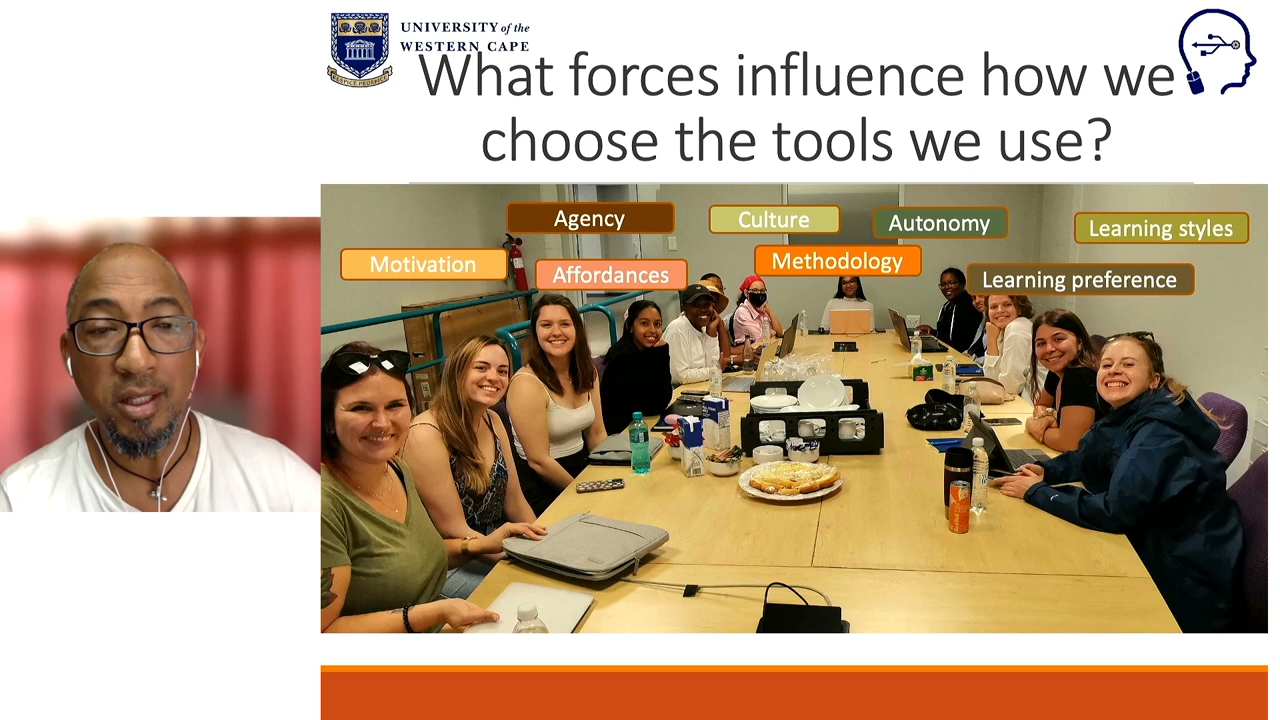 UNIVERSITY of the
WESTERN CAPE
What forces influence how we
choose the tools we use?
Agency
Culture
Autonomy
Learning styles
Motivation
Affordances
Methodology
Learning preference